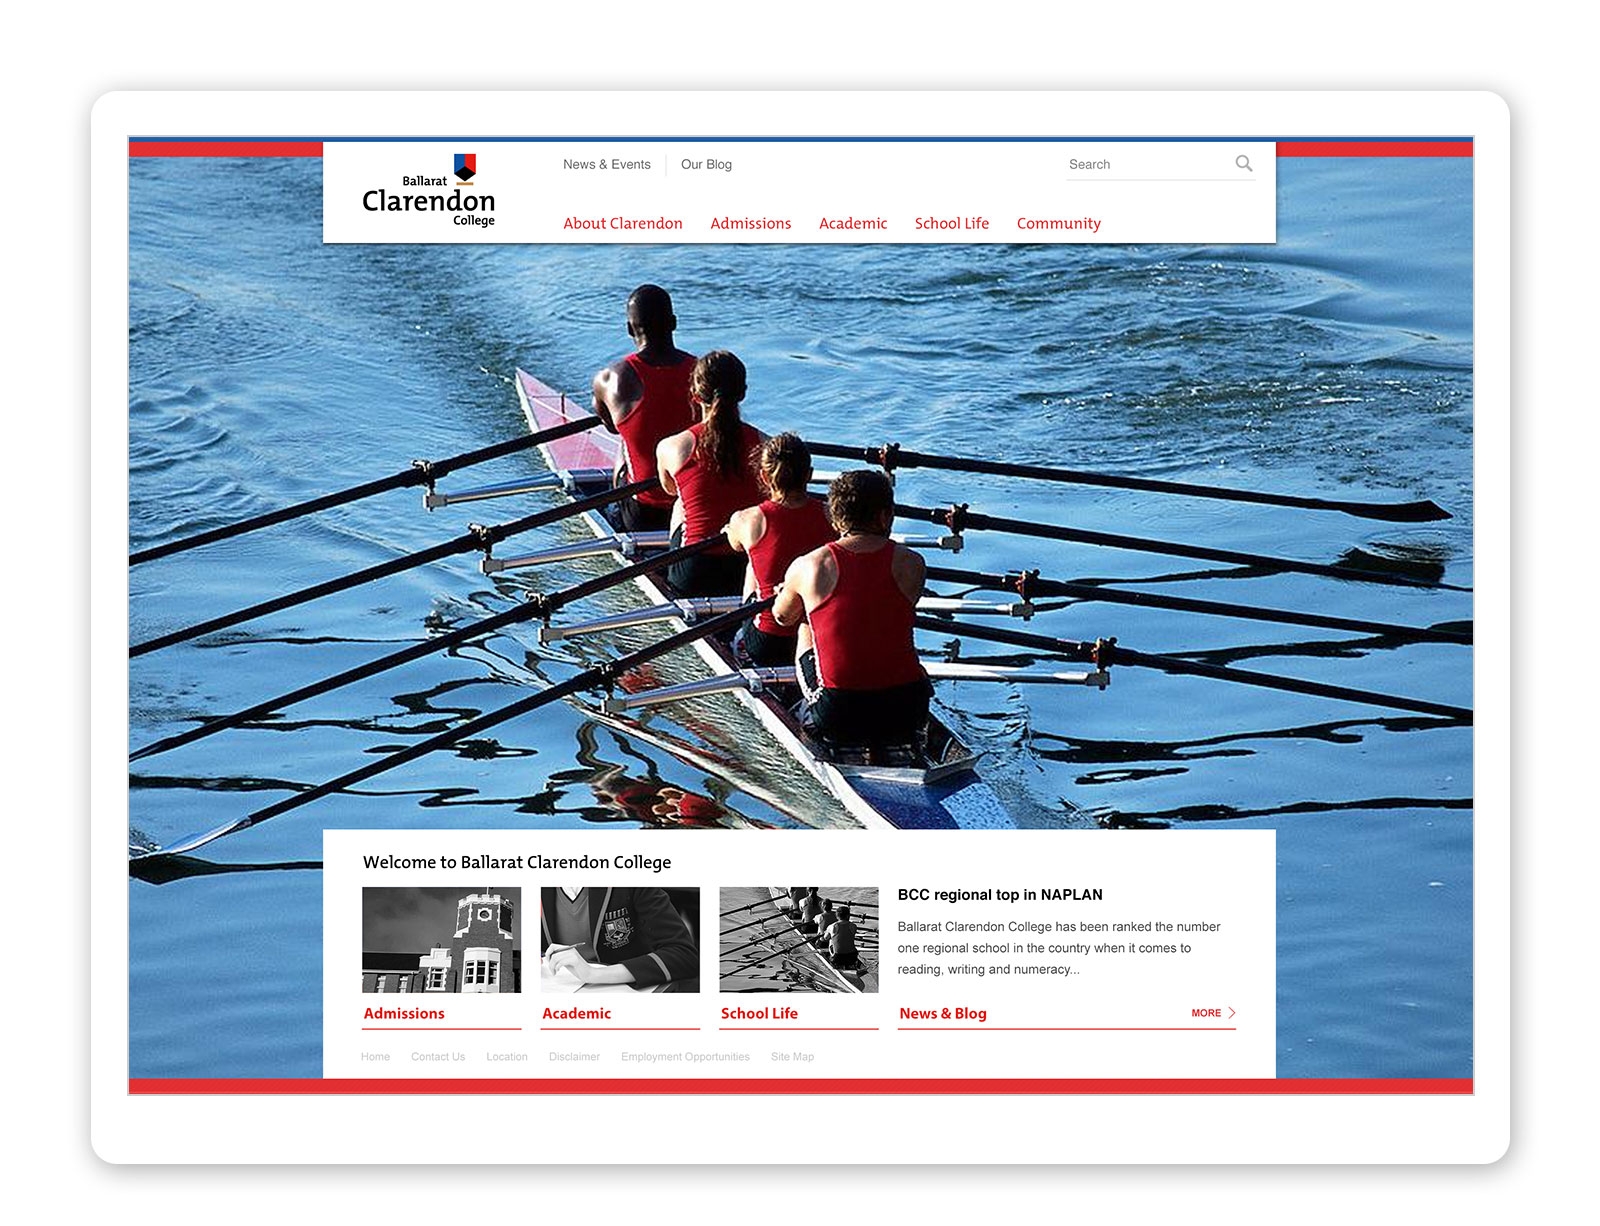 Ballarat
Clarendon
College
News & Events
Our Blog
Search
About Clarendon
Admissions
Academic
School Life
Community
Welcome to Ballarat Clarendon College
BCC regional top in NAPLAN
Ballarat Clarendon College has been ranked the number
one regional school in the country when it comes to
reading, writing and numeracy...
Admissions
Academic
School Life
News & Blog
MORE
Home
Contact Us
Location
Disclaimer
Employment Opportunities
Site Map